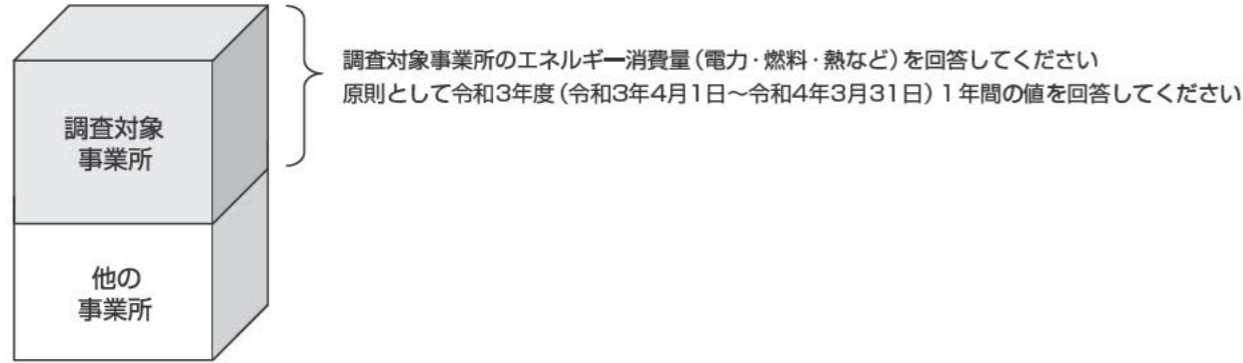 調査対象事業所のエネルギー消費量(電力・燃料・熱など)を回答してください
原則として令和3年度(令和3年4月1日~令和4年3月31日)1年間の値を回答してください
調査対象
事業所
他の
事業所